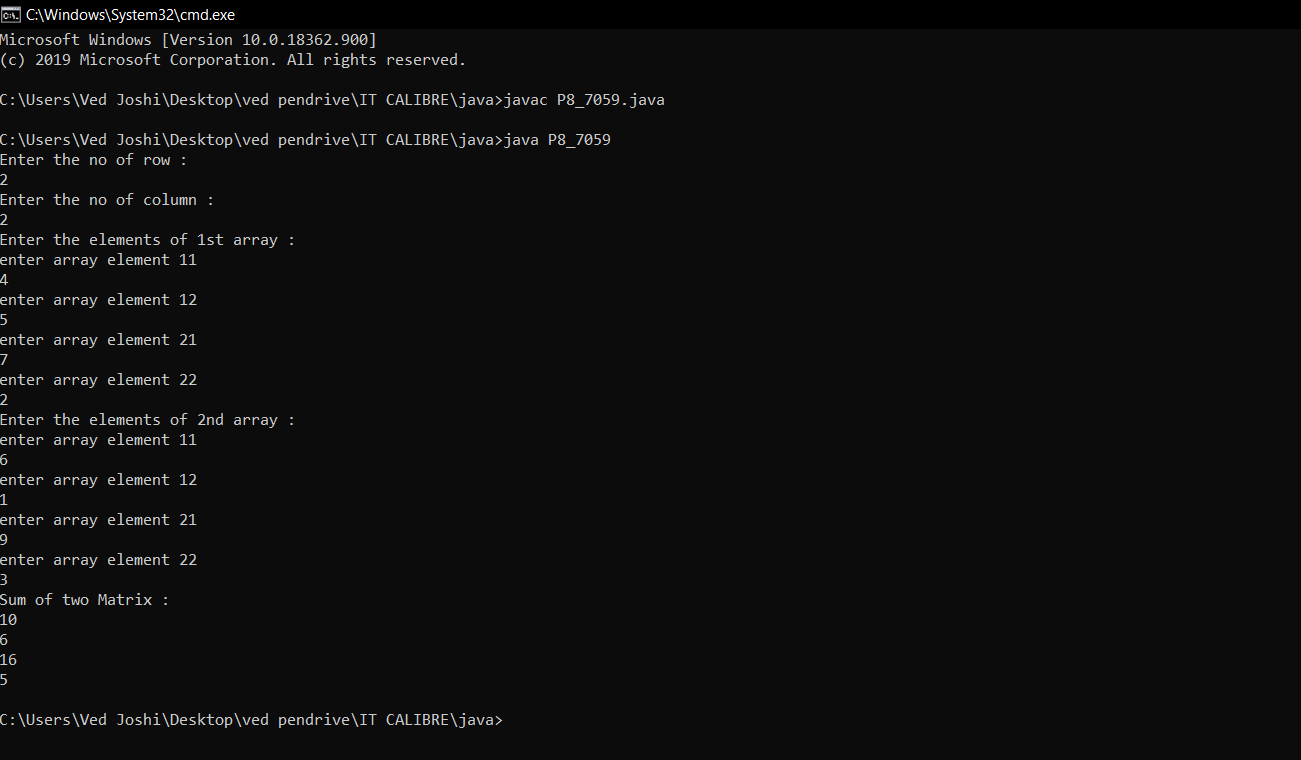 C:\Windows\System32\cmd.exe
Microsoft Windows [Version 10.0.18362.900]
(c) 2019 Microsoft Corporation. All rights reserved.
C:\Users\Ved Joshi\Desktop\ved pendrive\IT CALIBRE\java>javac P8_7059.java
C:\Users\Ved Joshi\Desktop\ved pendrive\IT CALIBRE\java>java P8_7059
Enter the no of row :
2
Enter the no of column :
2
Enter the elements of 1st array :
enter array element 11
4
enter array element 12
5
enter array element 21
7
enter array element 22
2
Enter the elements of 2nd array :
enter array element 11
6
enter array element 12
1
enter array element 21
9
enter array element 22
3
Sum of two Matrix :
10
6
16
5
C:\Users\Ved Joshi\Desktop\ved pendrive\IT CALIBRE\java>